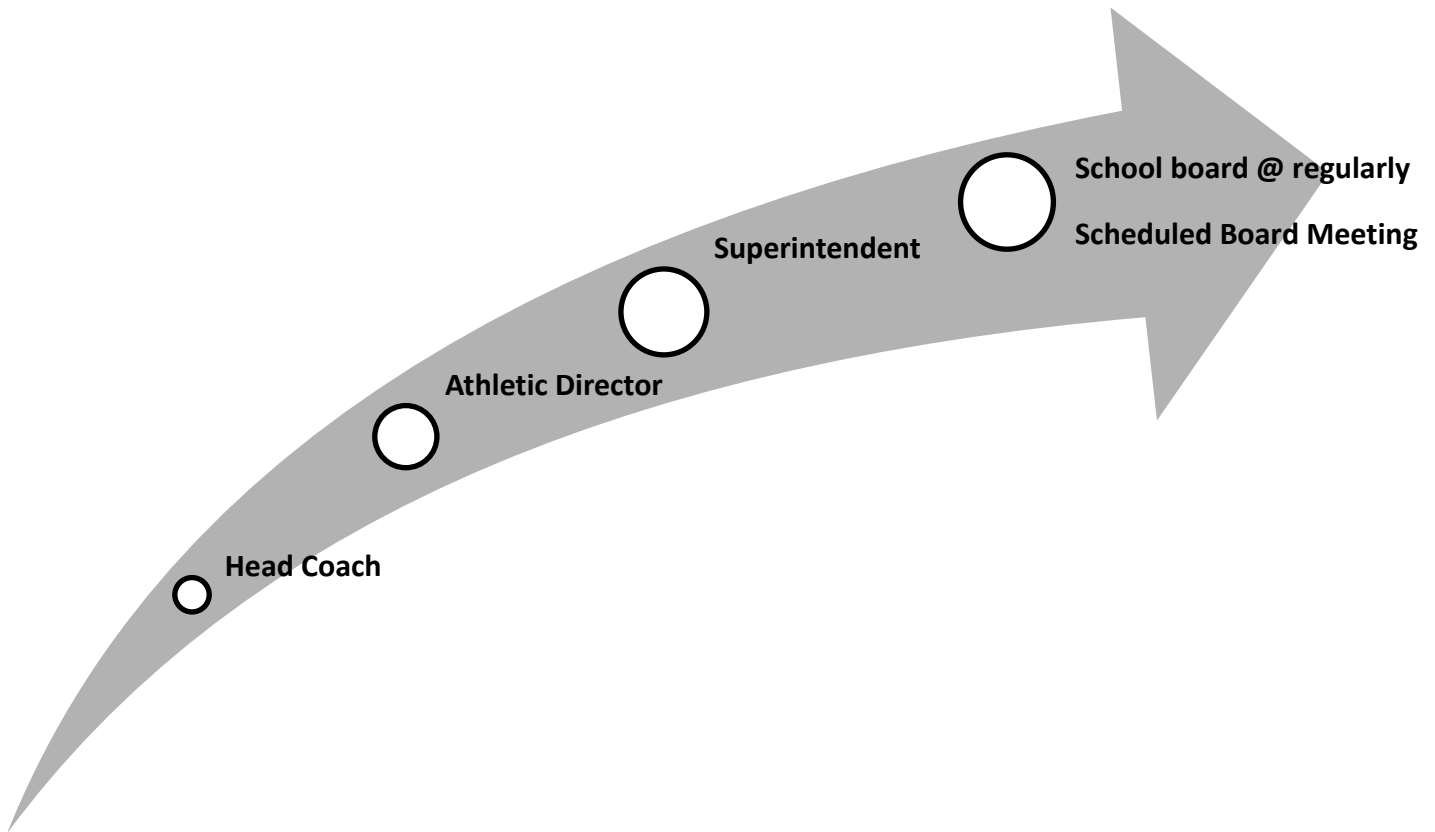 School board @ regularly
Scheduled Board Meeting
Superintendent
Athletic Director
Head Coach